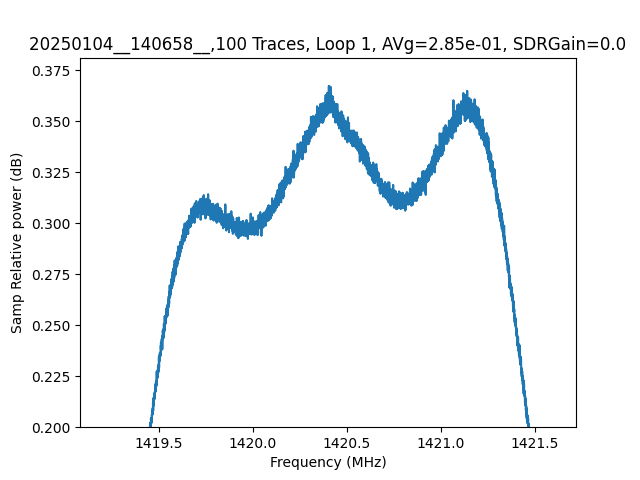 20250104__140658__,100 Traces, Loop 1, AVg=2.85e-01, SDRGain=0.0
0.375
0.350
0.325
0.300
0.275
0.250
0.225
0.200
Samp Relative power (dB)
1419.5 1420.0 1420.5 1421.0 1421.5
Frequency (MHz)